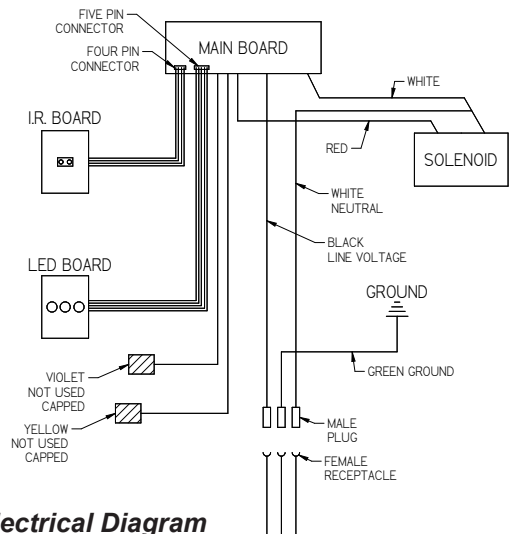 FIVE PIN
CONNECTOR
FOUR PIN
CONNECTOR
MAIN BOARD
WHITE
I.R. BOARD
RED
SOLENOID
WHITE
NEUTRAL
BLACK
LINE VOLTAGE
LED BOARD
GROUND
GREEN GROUND
VIOLET
NOT USED
CAPPED
YELLOW
NOT USED
CAPPED
MALE
PLUG
FEMALE
RECEPTACLE
Diagram